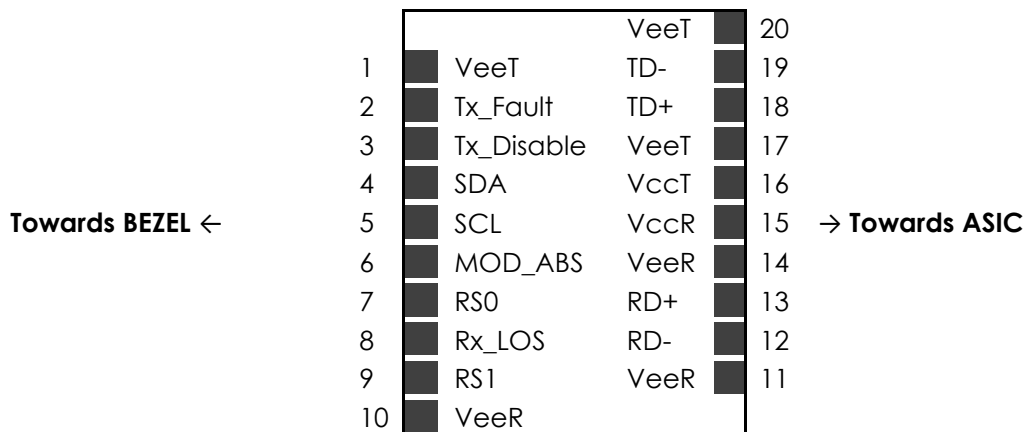 VeeT 20
1 VeeT TD- 19
2 Tx_Fault TD+ 18
3 Tx_Disable VeeT 17
4 SDA VccT 16
Towards BEZEL ← 5 SCL VccR 15 → Towards ASIC
6 MOD_ABS VeeR 14
7 RS0 RD+ 13
8 Rx_LOS RD- 12
9 RS1 VeeR 11
10 VeeR